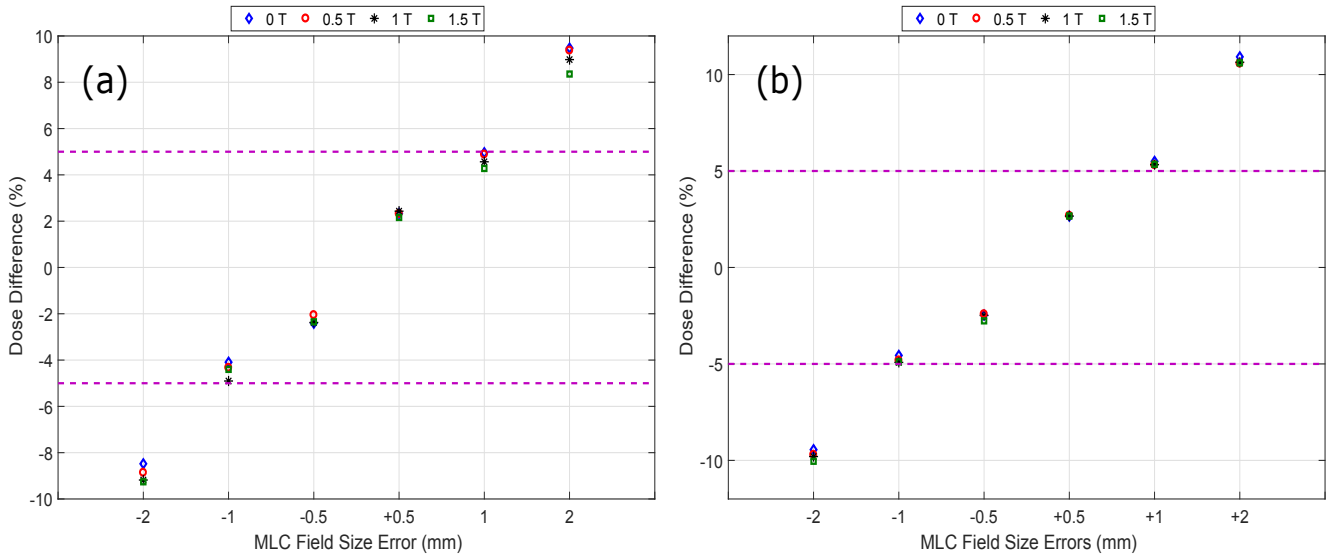 0 T 0.5 T 1 T 1.5 T
(a)
10
8
6
4
2
0
-2
-4
-6
-8
-10
Dose Difference (%)
-2 -1 -0.5 +0.5 1 2
MLC Field Size Error (mm)
0 T 0.5 T 1 T 1.5 T
(b)
10
5
0
-5
-10
Dose Difference (%)
-2 -1 -0.5 +0.5 +1 +2
MLC Field Size Errors (mm)